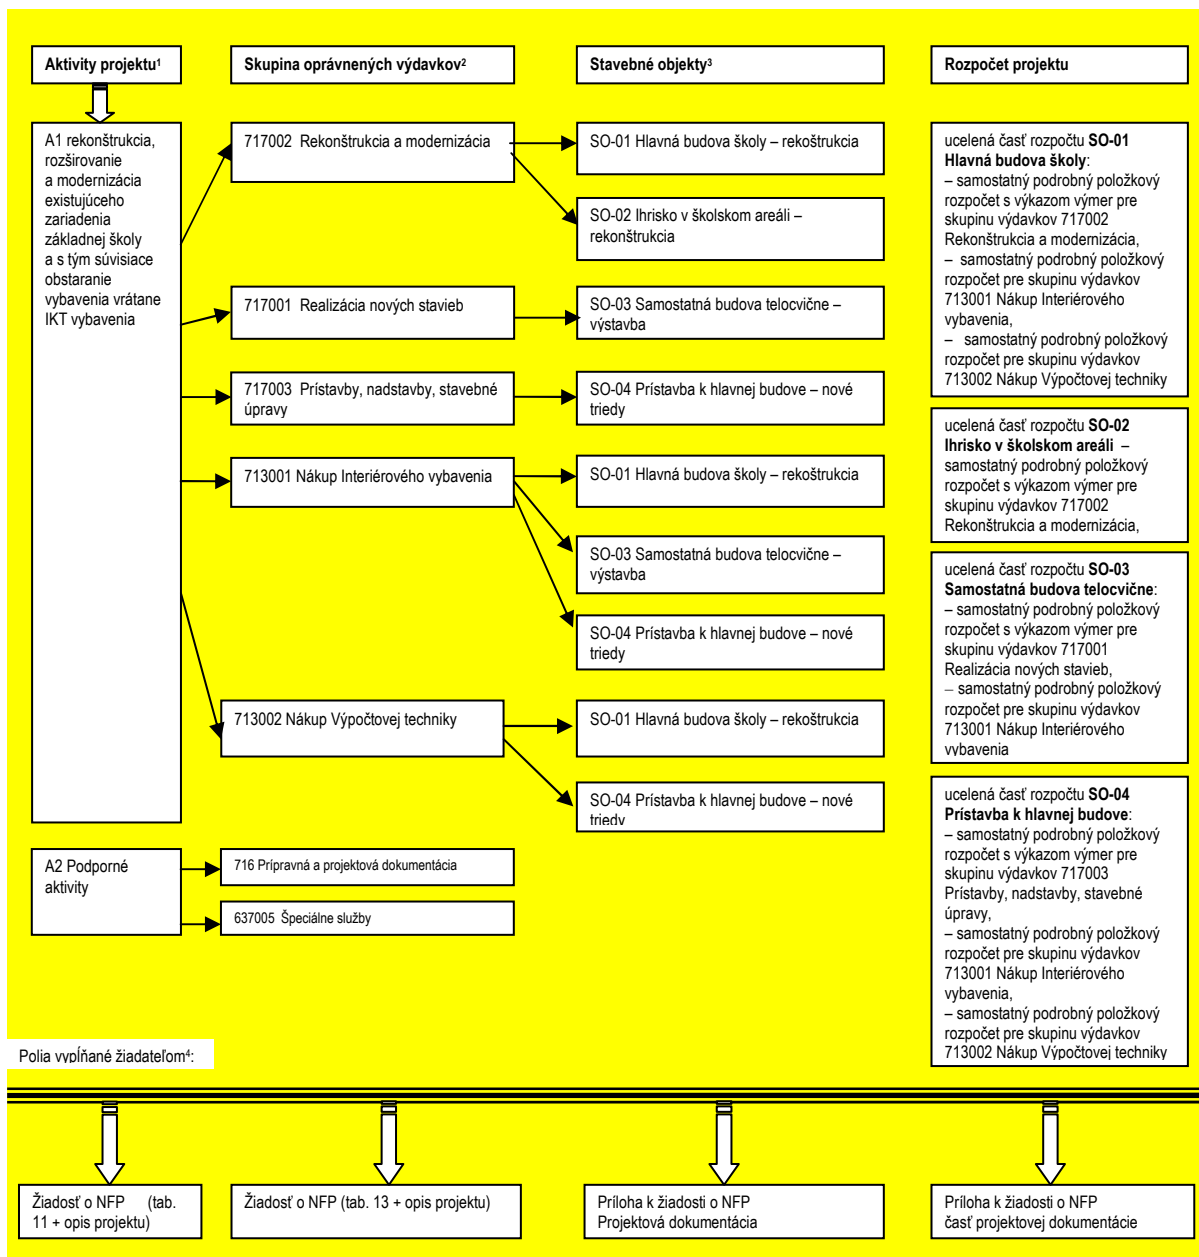 Aktivity projektu¹
Skupina oprávnených výdavkov²
Stavebné objekty³
Rozpočet projektu
A1 rekonštrukcia,
rozširovanie
a modernizácia
existujúceho
zariadenia
základnej školy
a s tým súvisiace
obstaranie
vybavenia vrátane
IKT vybavenia
717002 Rekonštrukcia a modernizácia
SO-01 Hlavná budova školy – rekoštrukcia
SO-02 Ihrisko v školskom areáli –
rekonštrukcia
717001 Realizácia nových stavieb
SO-03 Samostatná budova telocvične –
výstavba
717003 Prístavby, nadstavby, stavebné
úpravy
SO-04 Prístavba k hlavnej budove – nové
triedy
713001 Nákup Interiérového vybavenia
SO-01 Hlavná budova školy – rekoštrukcia
SO-03 Samostatná budova telocvične –
výstavba
SO-04 Prístavba k hlavnej budove – nové
triedy
713002 Nákup Výpočtovej techniky
SO-01 Hlavná budova školy – rekoštrukcia
SO-04 Prístavba k hlavnej budove – nové
triedy
A2 Podporné
aktivity
716 Prípravná a projektová dokumentácia
637005 Špeciálne služby
ucelená časť rozpočtu SO-01
Hlavná budova školy:
– samostatný podrobný položkový
rozpočet s výkazom výmer pre
skupinu výdavkov 717002
Rekonštrukcia a modernizácia,
– samostatný podrobný položkový
rozpočet pre skupinu výdavkov
713001 Nákup Interiérového
vybavenia,
– samostatný podrobný položkový
rozpočet pre skupinu výdavkov
713002 Nákup Výpočtovej techniky
ucelená časť rozpočtu SO-02
Ihrisko v školskom areáli –
samostatný podrobný položkový
rozpočet s výkazom výmer pre
skupinu výdavkov 717002
Rekonštrukcia a modernizácia,
ucelená časť rozpočtu SO-03
Samostatná budova telocvične:
– samostatný podrobný položkový
rozpočet s výkazom výmer pre
skupinu výdavkov 717001
Realizácia nových stavieb,
– samostatný podrobný položkový
rozpočet pre skupinu výdavkov
713001 Nákup Interiérového
vybavenia
ucelená časť rozpočtu SO-04
Prístavba k hlavnej budove:
– samostatný podrobný položkový
rozpočet s výkazom výmer pre
skupinu výdavkov 717003
Prístavby, nadstavby, stavebné
úpravy,
– samostatný podrobný položkový
rozpočet pre skupinu výdavkov
713001 Nákup Interiérového
vybavenia,
– samostatný podrobný položkový
rozpočet pre skupinu výdavkov
713002 Nákup Výpočtovej techniky
Polia vypĺňané žiadateľom⁴:
Žiadosť o NFP (tab.
11 + opis projektu)
Žiadosť o NFP (tab. 13 + opis projektu)
Príloha k žiadosti o NFP
Projektová dokumentácia
Príloha k žiadosti o NFP
časť projektovej dokumentácie